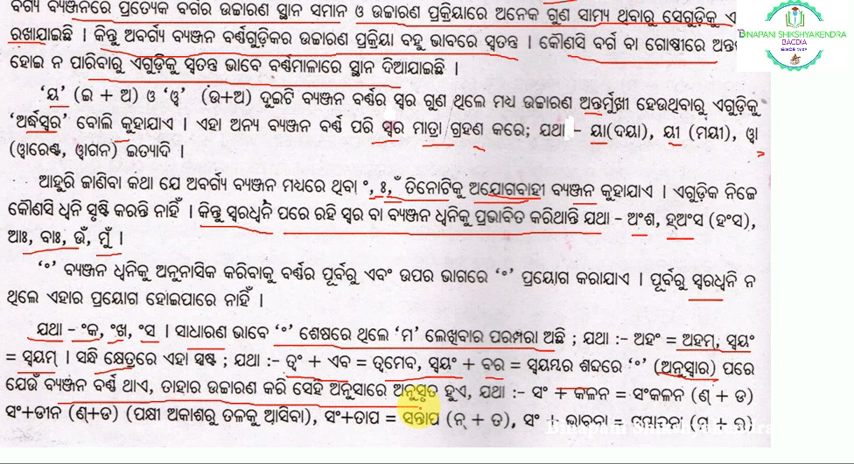 ବର୍ଗ୍ୟ ବ୍ୟଞ୍ଜନରେ ପ୍ରତ୍ୟେକ ବର୍ଗର ଉଚ୍ଚାରଣ ସ୍ଥାନ ସମାନ ଓ ଉଚ୍ଚାରଣ ପ୍ରକ୍ରିୟାରେ ଅନେକ ଗୁଣ ସାମ୍ୟ ଥିବାରୁ ସେଗୁଡ଼ିକୁ ଏ
ରଖାଯାଇଛି । କିନ୍ତୁ ଅବର୍ଗ୍ୟ ବ୍ୟଞ୍ଜନ ବର୍ଣ୍ଣଗୁଡ଼ିକର ଉଚ୍ଚାରଣ ପ୍ରକ୍ରିୟା ବହୁ ଭାବରେ ସ୍ୱତନ୍ତ । କୌଣସି ବର୍ଗ ବା ଗୋଷ୍ଠୀରେ
ହୋଇ ନ ପାରିବାରୁ ଏଗୁଡ଼ିକୁ ସ୍ୱତନ୍ତ ଭାବେ ବର୍ଣ୍ଣମାଳାରେ ସ୍ଥାନ ଦିଆଯାଇଛି ।
BINAPANI SHIKSHYAKENDRA
BAGDIA
'ୟ' (ଇ + ଅ) ଓ 'ୱ' (ଉ+ଅ) ଦୁଇଟି ବ୍ୟଞ୍ଜନ ବର୍ଣ୍ଣର ସ୍ୱର ଗୁଣ ଥିଲେ ମଧ୍ୟ ଉଚ୍ଚାରଣ ଅନ୍ତର୍ମୁଖୀ ହେଉଥିବାରୁ ଏଗୁଡ଼ିକୁ
'ଅର୍ଦ୍ଧସ୍ୱର' ବୋଲି କୁହାଯାଏ । ଏହା ଅନ୍ୟ ବ୍ୟଞ୍ଜନ ବର୍ଣ୍ଣ ପରି ସ୍ୱର ମାତ୍ରା ଗ୍ରହଣ କରେ; ଯଥା - ୟା(ଦୟା), ୟୀ (ମୟୀ), ୱା
(ୱାରେଣ୍ଟ, ୱାଗନ) ଇତ୍ୟାଦି ।
ଆହୁରି ଜାଣିବା କଥା ଯେ ଅବର୍ଗ୍ୟ ବ୍ୟଞ୍ଜନ ମଧ୍ୟରେ ଥିବା ଂ, ଃ, ଁ ତିନୋଟିକୁ ଅଯୋଗବାହୀ ବ୍ୟଞ୍ଜନ କୁହାଯାଏ । ଏଗୁଡ଼ିକ ନିଜେ
କୌଣସି ଧ୍ୱନି ସୃଷ୍ଟି କରନ୍ତି ନାହିଁ । କିନ୍ତୁ ସ୍ୱରଧ୍ୱନି ପରେ ରହି ସ୍ୱର ବା ବ୍ୟଞ୍ଜନ ଧ୍ୱନିକୁ ପ୍ରଭାବିତ କରିଥାନ୍ତି ଯଥା - ଅଂଶ, ହ୍ଅଂସ (ହଂସ),
ଆଃ, ବାଃ, ଉଁ, ମୁଁ ।
'ଂ' ବ୍ୟଞ୍ଜନ ଧ୍ୱନିକୁ ଅନୁନାସିକ କରିବାକୁ ବର୍ଣ୍ଣର ପୂର୍ବରୁ ଏବଂ ଉପର ଭାଗରେ 'ଂ' ପ୍ରୟୋଗ କରାଯାଏ । ପୂର୍ବରୁ ସ୍ୱରଧ୍ୱନି ନ
ଥିଲେ ଏହାର ପ୍ରୟୋଗ ହୋଇପାରେ ନାହିଁ ।
ଯଥା - ଂକ, ଂଖ, ଂସ । ସାଧାରଣ ଭାବେ 'ଂ' ଶେଷରେ ଥିଲେ 'ମ' ଲେଖିବାର ପରମ୍ପରା ଅଛି ; ଯଥା :- ଅହଂ = ଅହମ୍, ସ୍ୱୟଂ
= ସ୍ୱୟମ୍ । ସନ୍ଧି କ୍ଷେତ୍ରରେ ଏହା ସ୍ପଷ୍ଟ ; ଯଥା :- ତ୍ୱଂ + ଏବ = ତ୍ୱମେବ, ସ୍ୱୟଂ + ବର = ସ୍ୱୟମ୍ବର ଶବ୍ଦରେ 'ଂ' (ଅନୁସ୍ୱାର) ପରେ
ଯେଉଁ ବ୍ୟଞ୍ଜନ ବର୍ଣ୍ଣ ଥାଏ, ତାହାର ଉଚ୍ଚାରଣ କରି ସେହି ଅନୁସାରେ ଅନୁସୃତ ହୁଏ, ଯଥା :- ସଂ + କଳନ = ସଂକଳନ (ଣ୍ + ଡ)
ସଂ+ଡୀନ (ଣ୍+ଡ) (ପକ୍ଷୀ ଅକାଶରୁ ତଳକୁ ଆସିବା), ସଂ+ତାପ = ସନ୍ତାପ (ନ୍ + ତ), ସଂ +